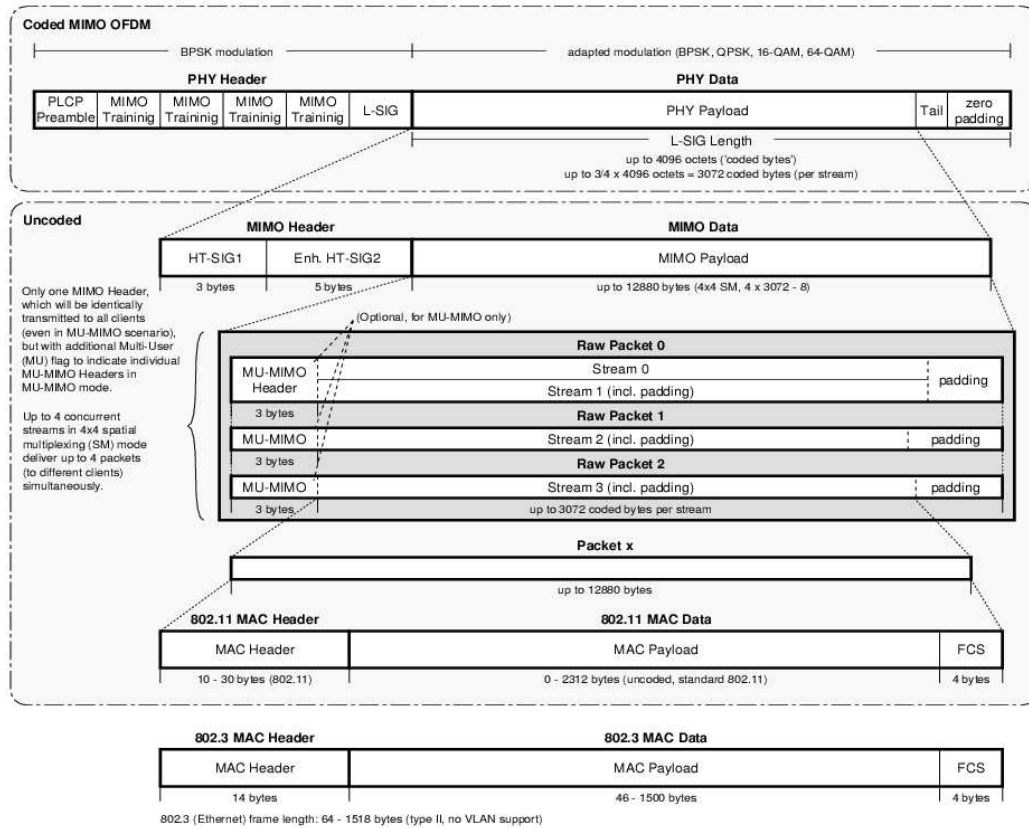 Coded MIMO OFDM
BPSK modulation
adapted modulation (BPSK, QPSK, 16-QAM, 64-QAM)
PHY Header
PHY Data
PLCP Preamble
MIMO Traininig
MIMO Traininig
MIMO Traininig
MIMO Traininig
L-SIG
PHY Payload
Tail
zero padding
L-SIG Length
up to 4096 octets ('coded bytes')
up to 3/4 x 4096 octets = 3072 coded bytes (per stream)
Uncoded
MIMO Header
MIMO Data
HT-SIG1
Enh. HT-SIG2
MIMO Payload
3 bytes
5 bytes
up to 12880 bytes (4x4 SM, 4 x 3072 - 8)
Only one MIMO Header,
which will be identically
transmitted to all clients
(even in MU-MIMO scenario),
but with additional Multi-User
(MU) flag to indicate individual
MU-MIMO Headers in
MU-MIMO mode.
Up to 4 concurrent
streams in 4x4 spatial
multiplexing (SM) mode
deliver up to 4 packets
(to different clients)
simultaneously.
(Optional, for MU-MIMO only)
Raw Packet 0
MU-MIMO
Header
Stream 0
Stream 1 (incl. padding)
padding
3 bytes
Raw Packet 1
MU-MIMO
Stream 2 (incl. padding)
padding
3 bytes
Raw Packet 2
MU-MIMO
Stream 3 (incl. padding)
padding
3 bytes
up to 3072 coded bytes per stream
Packet x
up to 12880 bytes
802.11 MAC Header
802.11 MAC Data
MAC Header
MAC Payload
FCS
10 - 30 bytes (802.11)
0 - 2312 bytes (uncoded, standard 802.11)
4 bytes
802.3 MAC Header
802.3 MAC Data
MAC Header
MAC Payload
FCS
14 bytes
46 - 1500 bytes
4 bytes
802.3 (Ethernet) frame length: 64 - 1518 bytes (type II, no VLAN support)